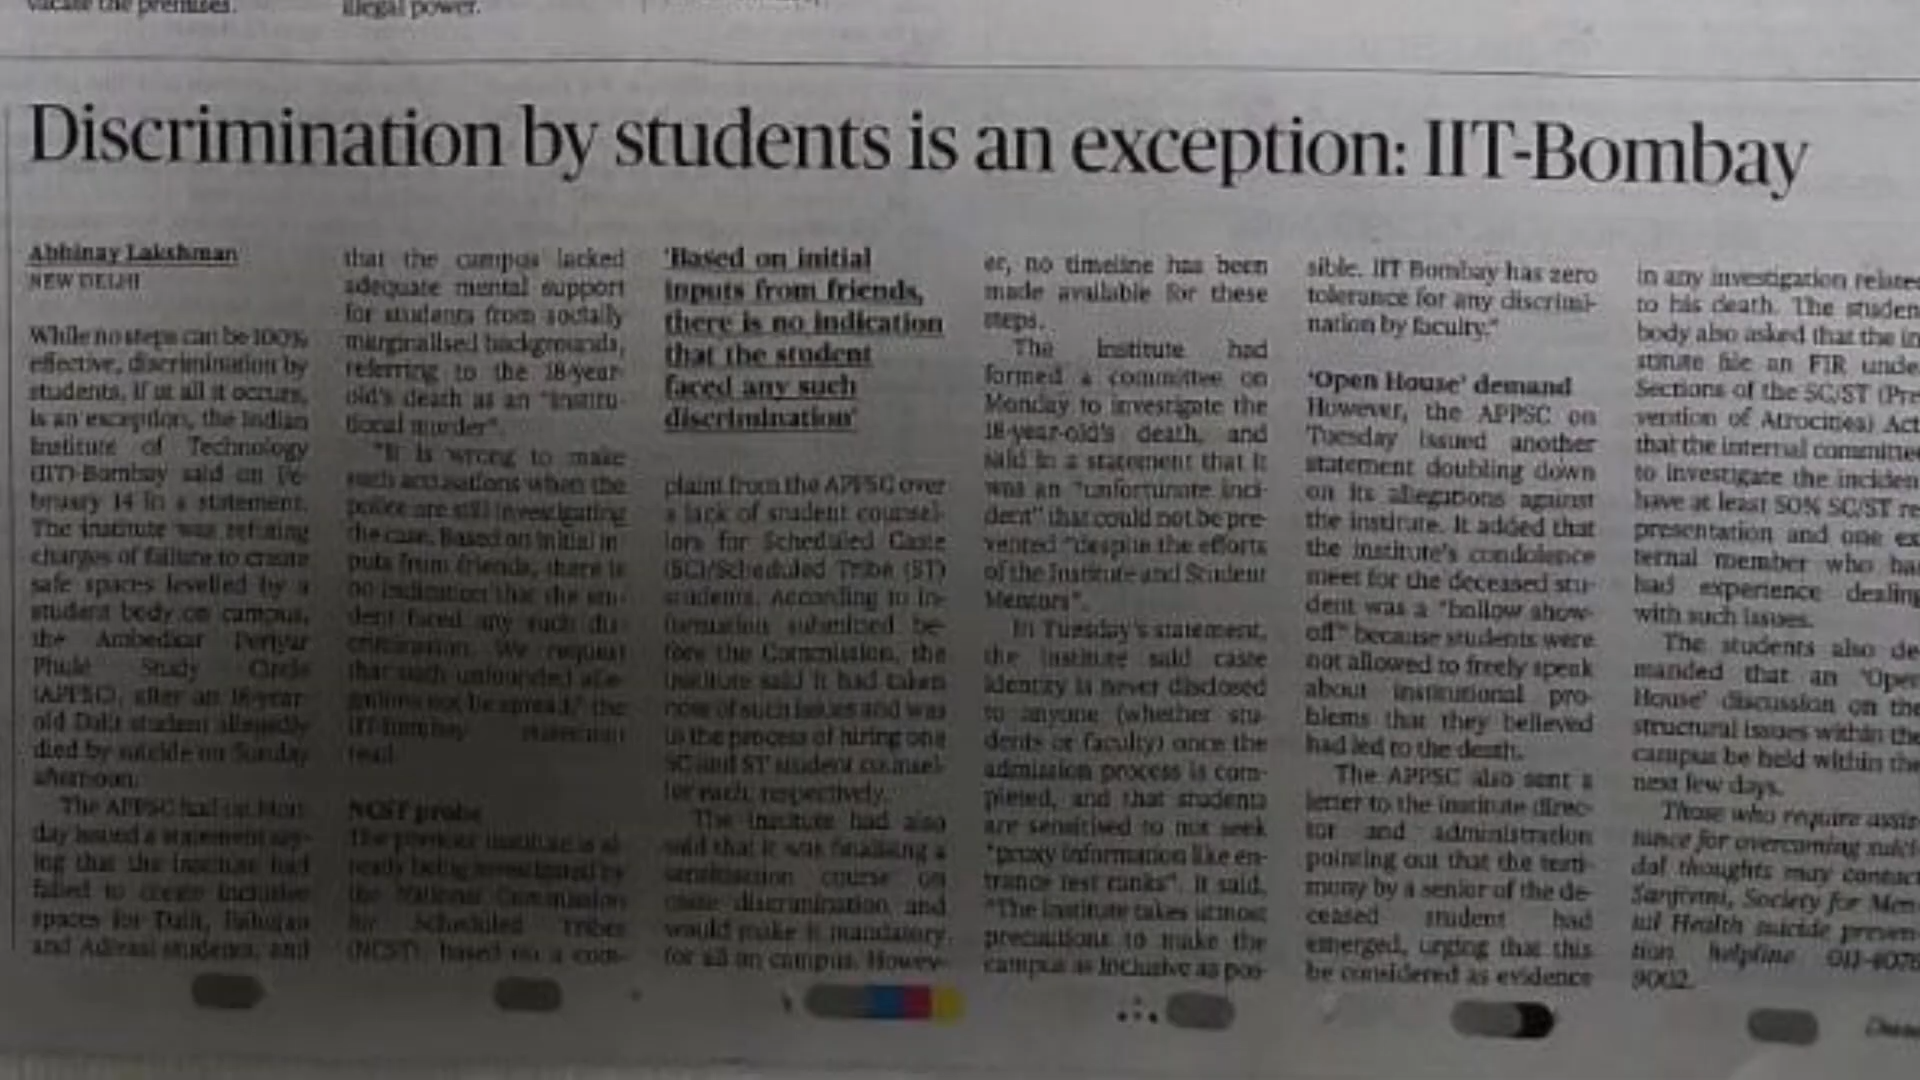 vacate the premises.
illegal power.
Discrimination by students is an exception: IIT-Bombay
Abhinay Lakshman
NEW DELHI
While no steps can be 100%
effective, discrimination by
students, if at all it occurs,
is an exception, the Indian
Institute of Technology
(IIT)-Bombay said on Fe-
bruary 14 in a statement.
The institute was refuting
charges of failure to create
safe spaces levelled by a
student body on campus,
the Ambedkar Periyar
Phule Study Circle
(APPSC), after an 18-year-
old Dalit student allegedly
died by suicide on Sunday
afternoon.
The APPSC had on Mon-
day issued a statement say-
ing that the institute had
failed to create inclusive
spaces for Dalit, Bahujan
and Adivasi students, and
that the campus lacked
adequate mental support
for students from socially
marginalised backgrounds,
referring to the 18-year-
old's death as an "institu-
tional murder".
"It is wrong to make
such accusations when the
police are still investigating
the case. Based on initial in-
puts from friends, there is
no indication that the stu-
dent faced any such dis-
crimination. We request
that such unfounded alle-
gations not be spread," the
IIT-Bombay statement
read.
NCST probe
The premier institute is al-
ready being investigated by
the National Commission
for Scheduled Tribes
(NCST), based on a com-
'Based on initial
inputs from friends,
there is no indication
that the student
faced any such
discrimination'
plaint from the APPSC over
a lack of student counsel-
lors for Scheduled Caste
(SC)/Scheduled Tribe (ST)
students. According to in-
formation submitted be-
fore the Commission, the
institute said it had taken
note of such issues and was
in the process of hiring one
SC and ST student counsel-
lor each, respectively.
The institute had also
said that it was finalising a
sensitisation course on
caste discrimination, and
would make it mandatory
for all on campus. Howev-
er, no timeline has been
made available for these
steps.
The institute had
formed a committee on
Monday to investigate the
18-year-old's death, and
said in a statement that it
was an "unfortunate inci-
dent" that could not be pre-
vented "despite the efforts
of the Institute and Student
Mentors".
In Tuesday's statement,
the institute said caste
identity is never disclosed
to anyone (whether stu-
dents or faculty) once the
admission process is com-
pleted, and that students
are sensitised to not seek
"proxy information like en-
trance test ranks". It said,
"The institute takes utmost
precautions to make the
campus as inclusive as pos-
sible. IIT Bombay has zero
tolerance for any discrimi-
nation by faculty."
'Open House' demand
However, the APPSC on
Tuesday issued another
statement doubling down
on its allegations against
the institute. It added that
the institute's condolence
meet for the deceased stu-
dent was a "hollow show-
off" because students were
not allowed to freely speak
about institutional pro-
blems that they believed
had led to the death.
The APPSC also sent a
letter to the institute direc-
tor and administration
pointing out that the testi-
mony by a senior of the de-
ceased student had
emerged, urging that this
be considered as evidence
in any investigation related
to his death. The student
body also asked that the in
stitute file an FIR unde
Sections of the SC/ST (Pre
vention of Atrocities) Act
that the internal committee
to investigate the inciden
have at least 50% SC/ST re
presentation and one ex
ternal member who ha
had experience dealing
with such issues.
The students also de
manded that an 'Open
House' discussion on the
structural issues within the
campus be held within the
next few days.
Those who require assis
tance for overcoming suici
dal thoughts may contact
Sanjivini, Society for Men
tal Health suicide preven
tion helpline 011-4076
9002.